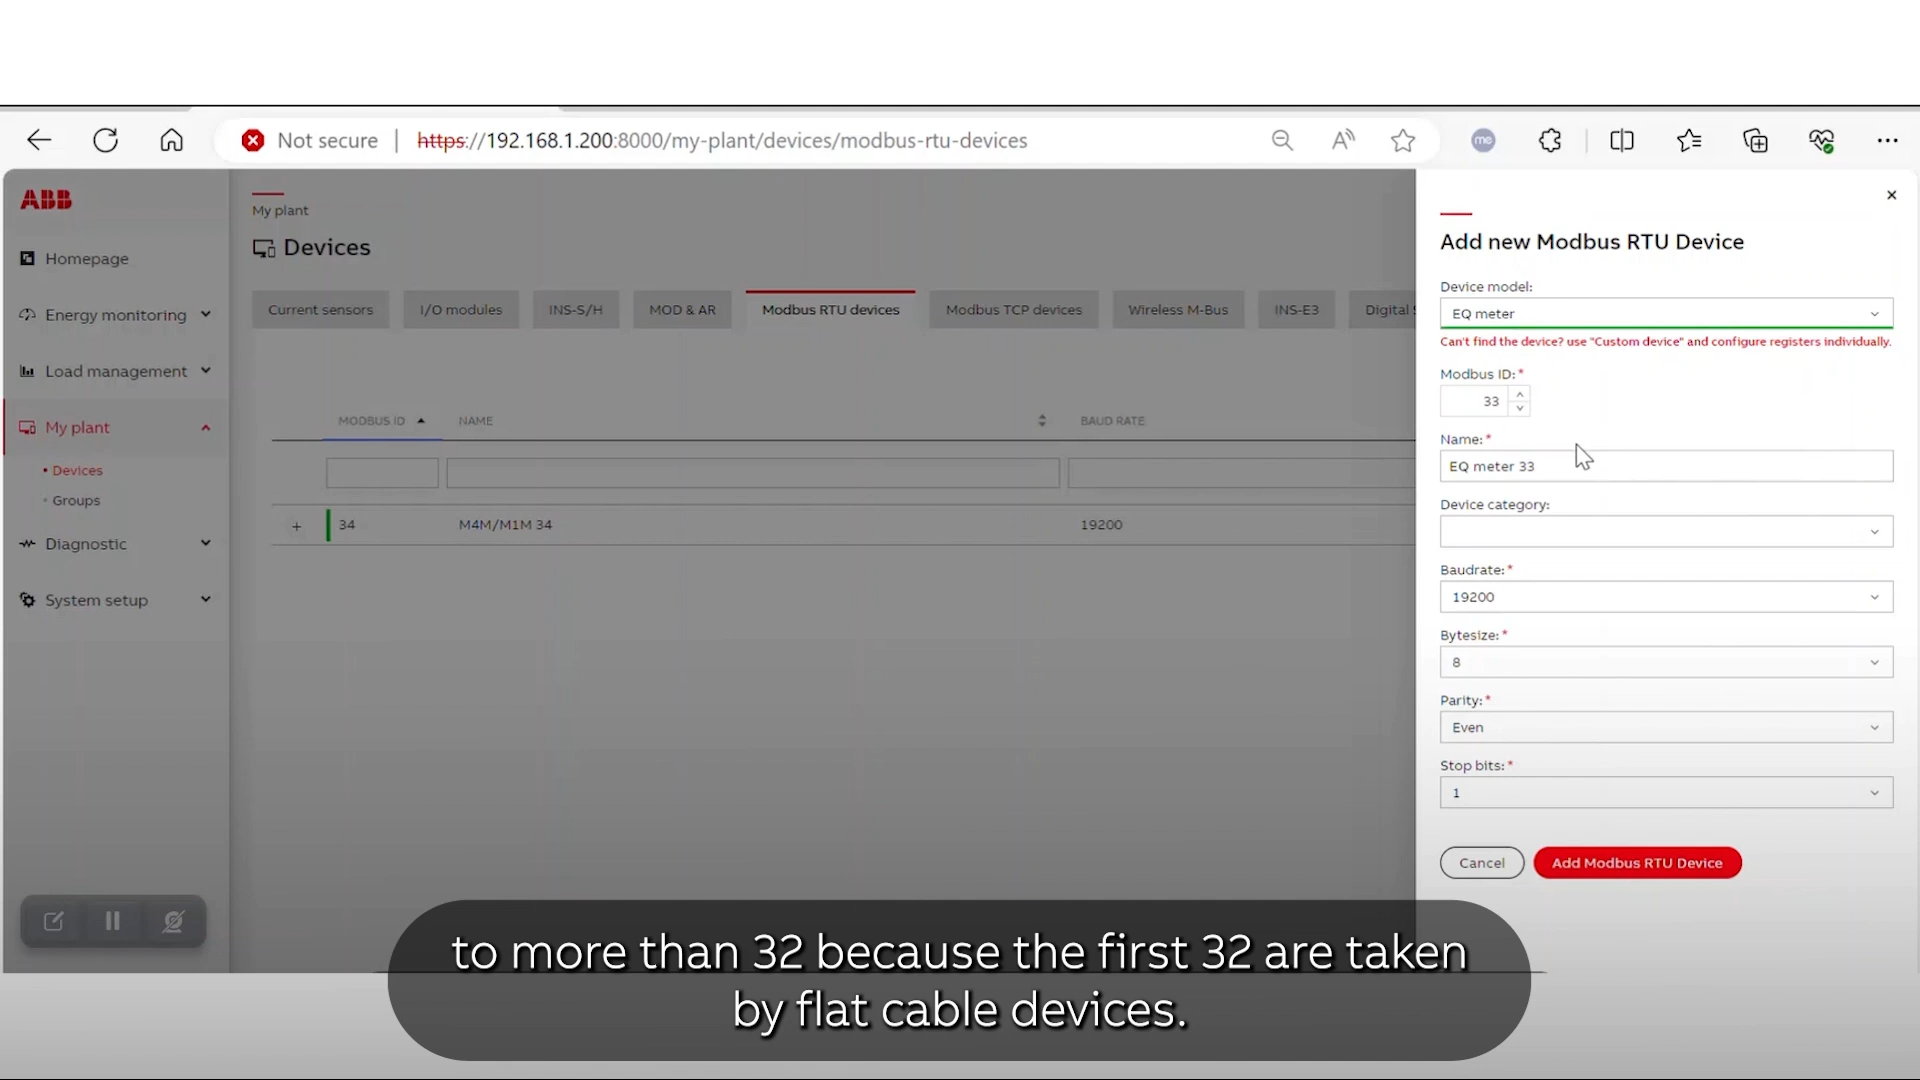 Not secure | https://192.168.1.200:8000/my-plant/devices/modbus-rtu-devices
me
ABB
Homepage
Energy monitoring
Load management
My plant
Devices
Groups
Diagnostic
System setup
My plant
Devices
Current sensors
I/O modules
INS-S/H
MOD & AR
Modbus RTU devices
Modbus TCP devices
Wireless M-Bus
INS-E3
Digital
MODBUS ID
NAME
BAUD RATE
+ 34 M4M/M1M 34 19200
Add new Modbus RTU Device
Device model:
EQ meter
Can't find the device? use "Custom device" and configure registers individually.
Modbus ID:*
33
Name:*
EQ meter 33
Device category:
Baudrate:*
19200
Bytesize:*
8
Parity:*
Even
Stop bits:*
1
Cancel
Add Modbus RTU Device
to more than 32 because the first 32 are taken
by flat cable devices.